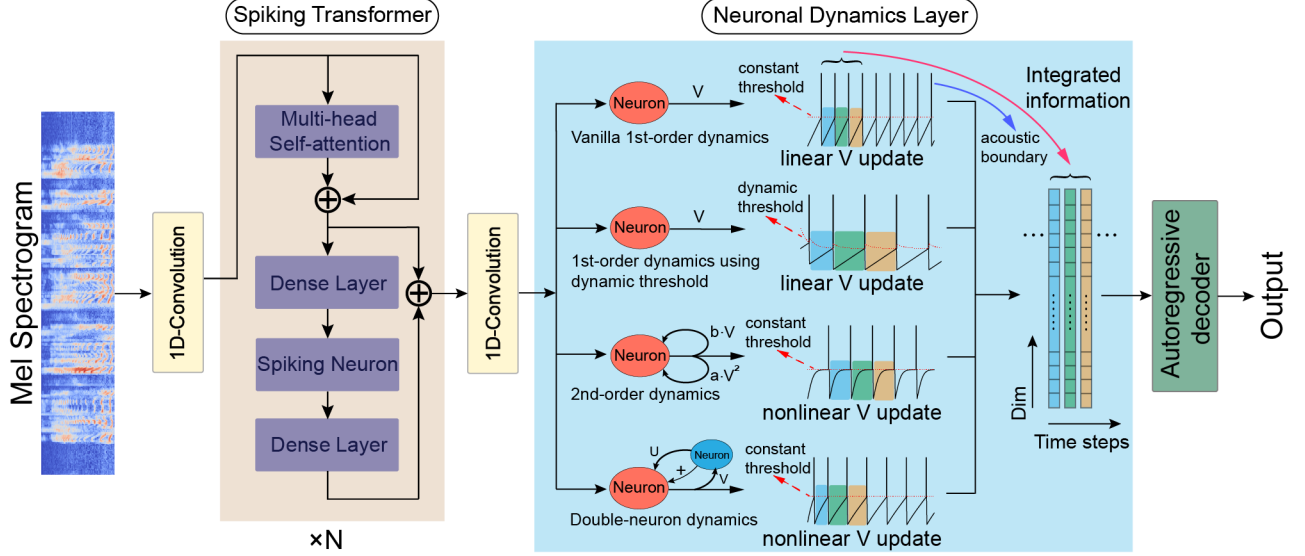 Spiking Transformer
Neuronal Dynamics Layer
Mel Spectrogram
1D-Convolution
Multi-head
Self-attention
Dense Layer
Spiking Neuron
Dense Layer
×N
1D-Convolution
Neuron
V
Vanilla 1st-order dynamics
constant
threshold
linear V update
Neuron
V
1st-order dynamics using
dynamic threshold
dynamic
threshold
linear V update
Neuron
b·V
a·V²
2nd-order dynamics
constant
threshold
nonlinear V update
Neuron
Neuron
U
+
V
Double-neuron dynamics
constant
threshold
nonlinear V update
Integrated
information
acoustic
boundary
Dim
Time steps
Autoregressive
decoder
Output